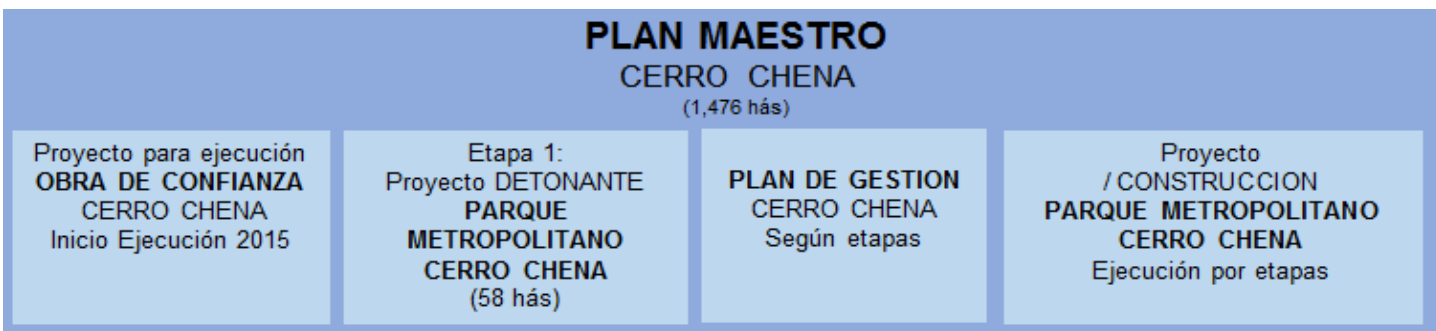 PLAN MAESTRO
CERRO CHENA
(1,476 hás)
Proyecto para ejecución
OBRA DE CONFIANZA
CERRO CHENA
Inicio Ejecución 2015
Etapa 1:
Proyecto DETONANTE
PARQUE
METROPOLITANO
CERRO CHENA
(58 hás)
PLAN DE GESTION
CERRO CHENA
Según etapas
Proyecto
/ CONSTRUCCION
PARQUE METROPOLITANO
CERRO CHENA
Ejecución por etapas